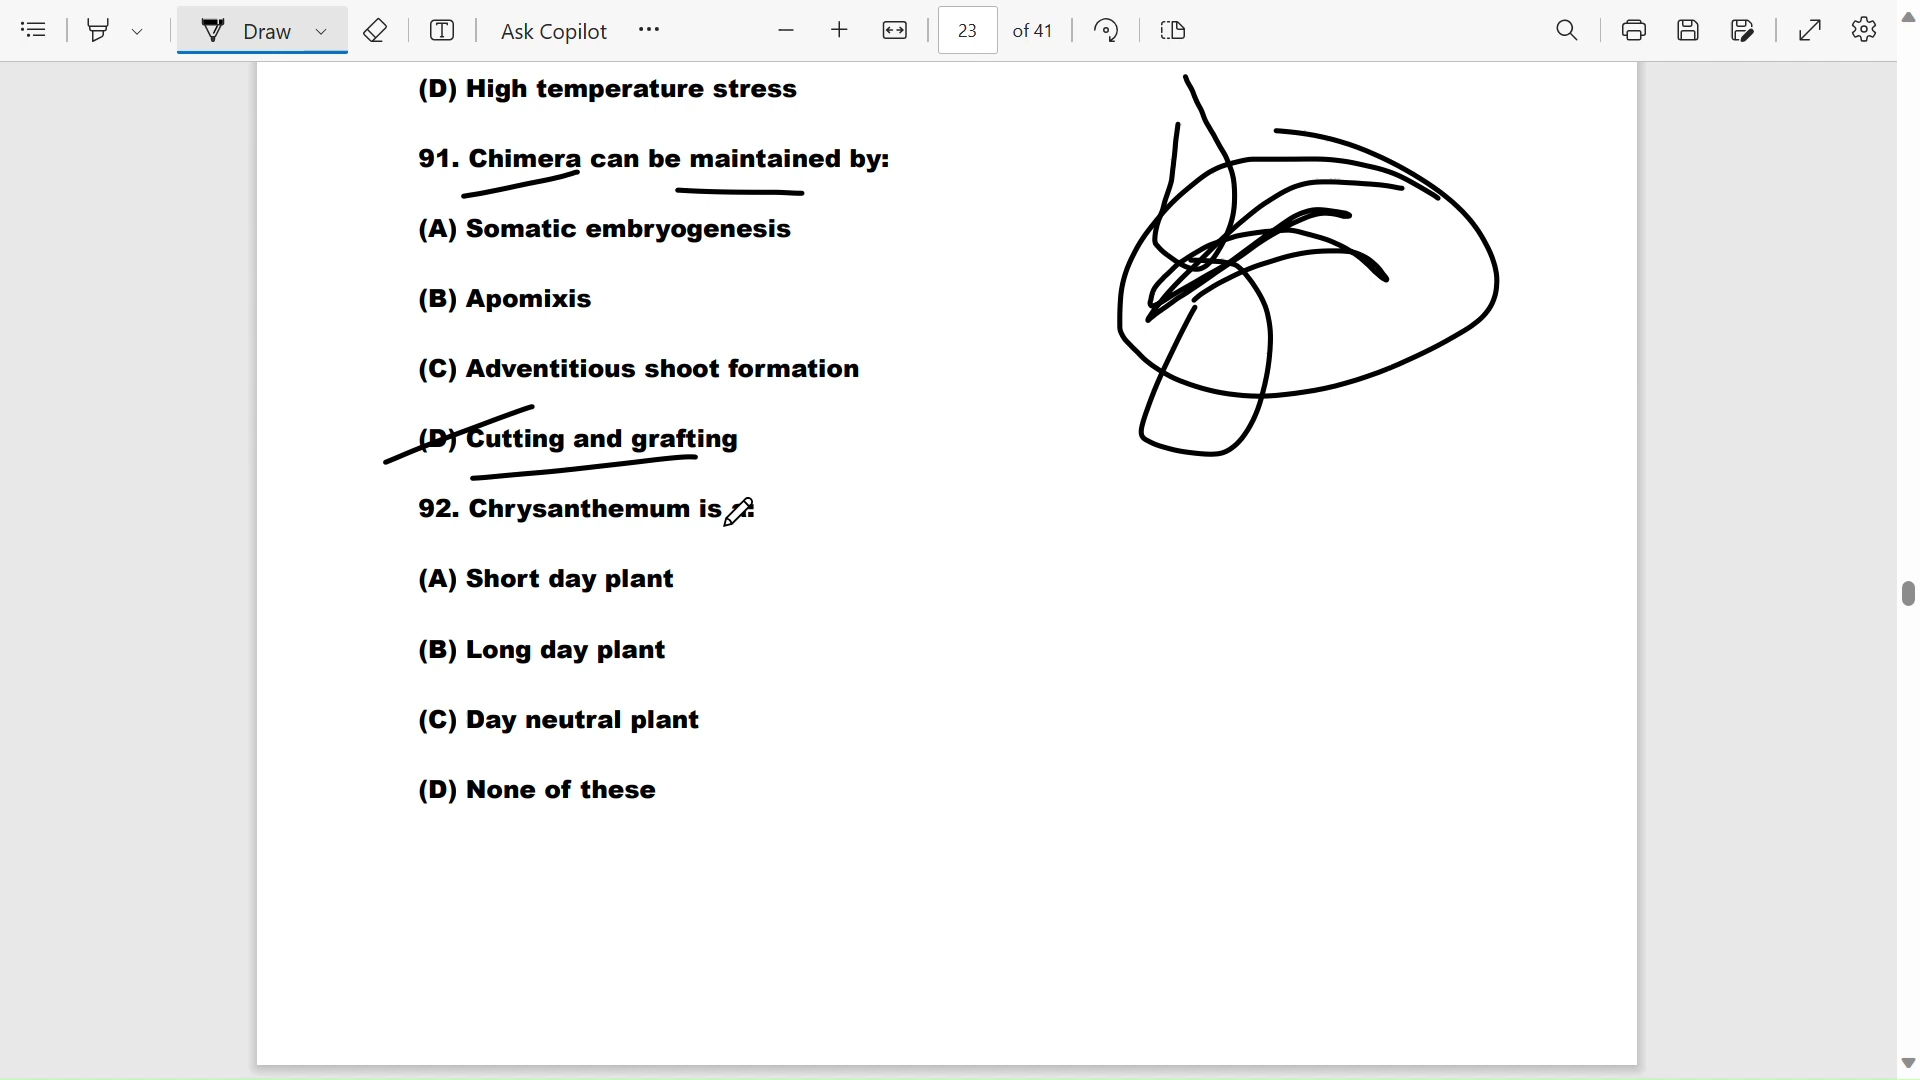 Draw
Ask Copilot
23 of 41
(D) High temperature stress
91. Chimera can be maintained by:
(A) Somatic embryogenesis
(B) Apomixis
(C) Adventitious shoot formation
(D) Cutting and grafting
92. Chrysanthemum is
(A) Short day plant
(B) Long day plant
(C) Day neutral plant
(D) None of these